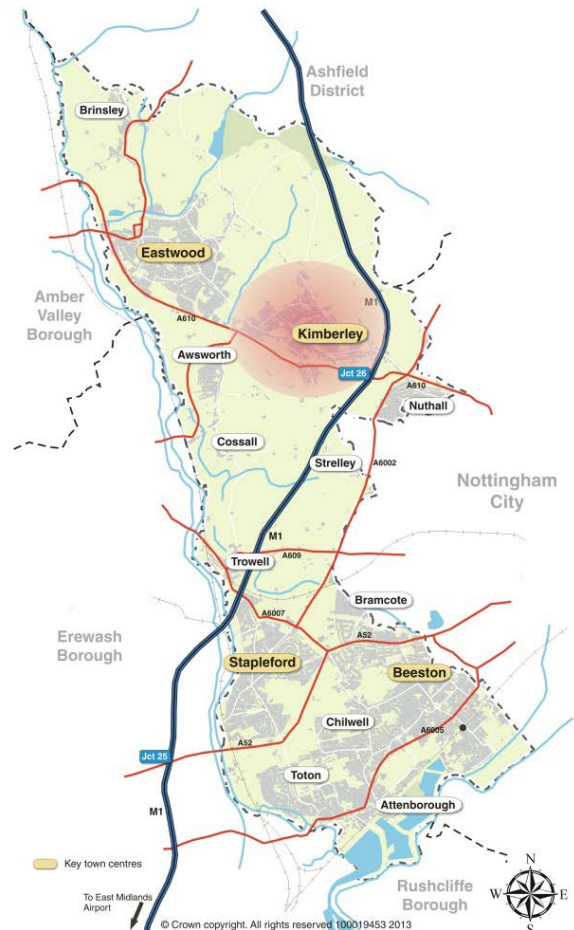 Ashfield
District
Brinsley
Eastwood
Amber
Valley
Borough
M1
A610
Kimberley
Awsworth
Jct 26
A610
Nuthall
Cossall
Strelley
A6002
Nottingham
City
M1
Trowell
A609
Bramcote
A6007
Erewash
Borough
A52
Stapleford
Beeston
Chilwell
A6005
Jct 25
A52
Toton
M1
Attenborough
Key town centres
Rushcliffe
Borough
N
W
E
S
To East Midlands
Airport
© Crown copyright. All rights reserved 100019453 2013